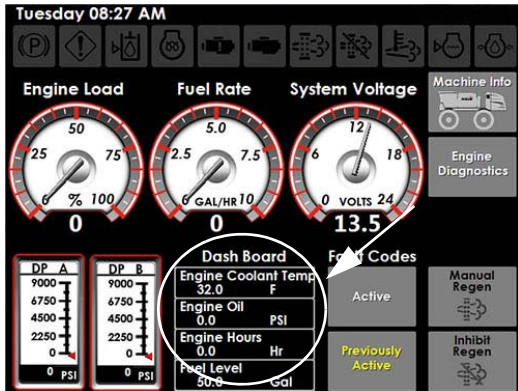 Tuesday 08:27 AM
(P)
Engine Load
Fuel Rate
System Voltage
Machine Info
50
25
75
0
% 100
0
5.0
2.5
7.5
0
GAL/HR 10
0
12
6
18
0 VOLTS 24
13.5
Engine
Diagnostics
Dash Board
Fault Codes
DP A
9000
6750
4500
2250
0
0 PSI
DP B
9000
6750
4500
2250
0
0 PSI
Engine Coolant Temp
32.0 F
Engine Oil
0.0 PSI
Engine Hours
0.0 Hr
Fuel Level
50.0 Gal
Active
Previously
Active
Manual
Regen
Inhibit
Regen